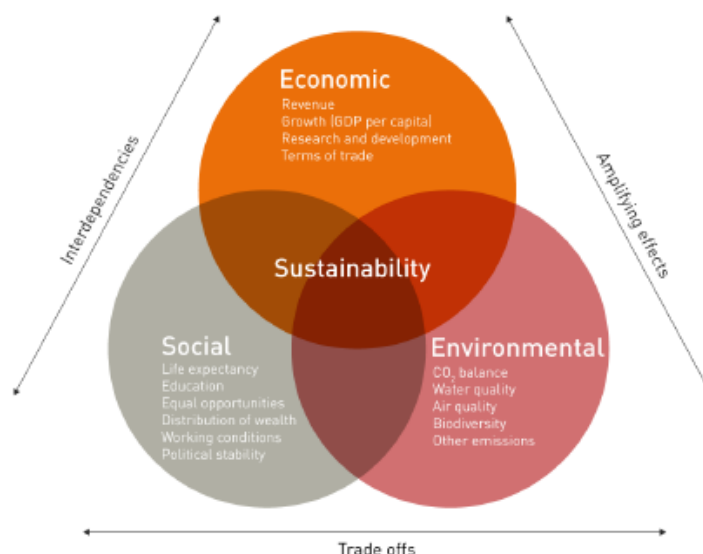 Economic
Revenue
Growth (GDP per capita)
Research and development
Terms of trade
Interdependencies
Amplifying effects
Sustainability
Social
Life expectancy
Education
Equal opportunities
Distribution of wealth
Working conditions
Political stability
Environmental
CO₂ balance
Water quality
Air quality
Biodiversity
Other emissions
Trade offs